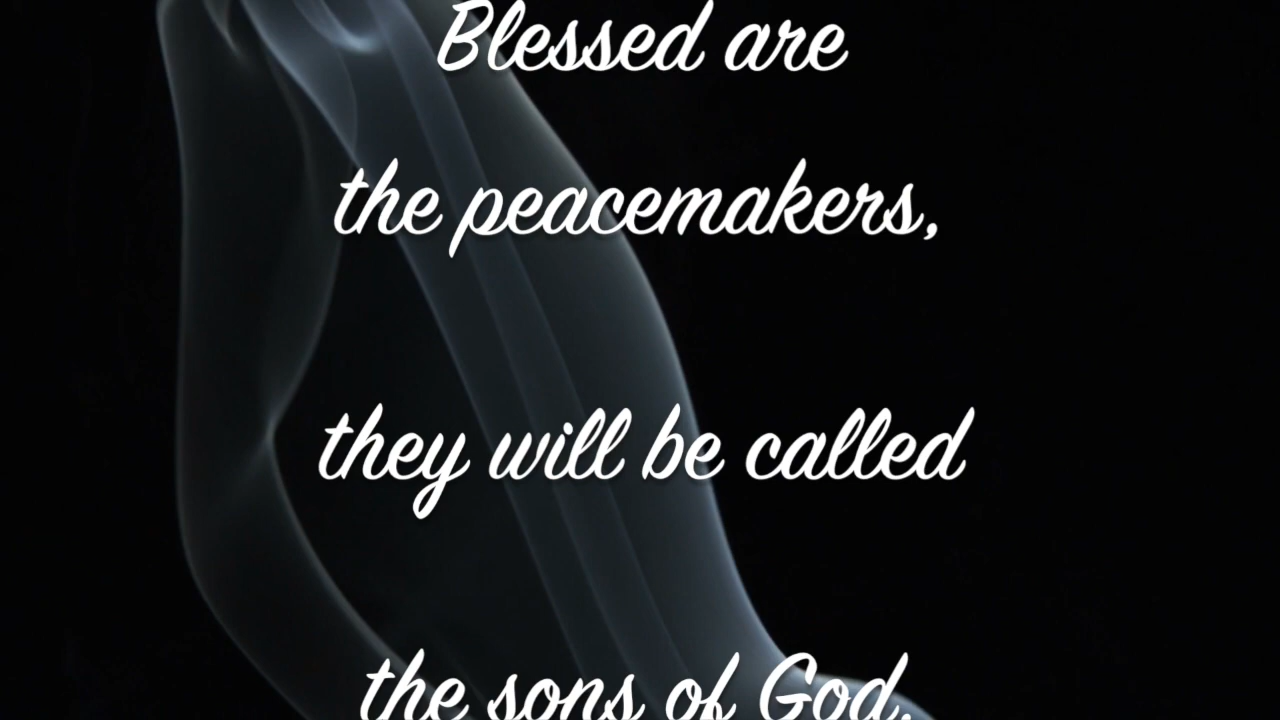 Blessed are
the peacemakers,
they will be called
the sons of God.